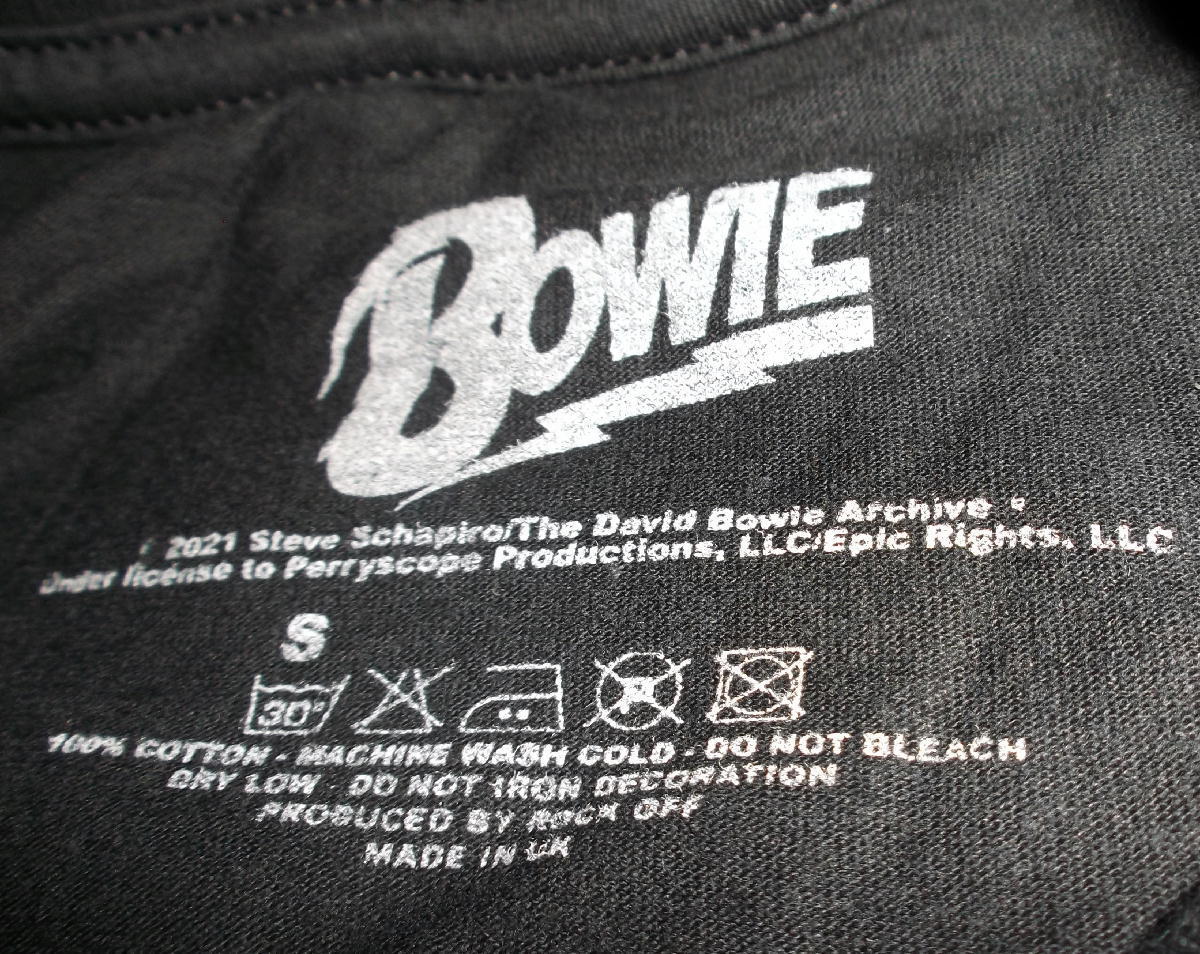 BOWIE
© 2021 Steve Schapiro/The David Bowie Archive ®
Under license to Perryscope Productions, LLC/Epic Rights, LLC
S
30°
P
100% COTTON - MACHINE WASH COLD - DO NOT BLEACH
DRY LOW - DO NOT IRON DECORATION
PRODUCED BY ROCK OFF
MADE IN UK